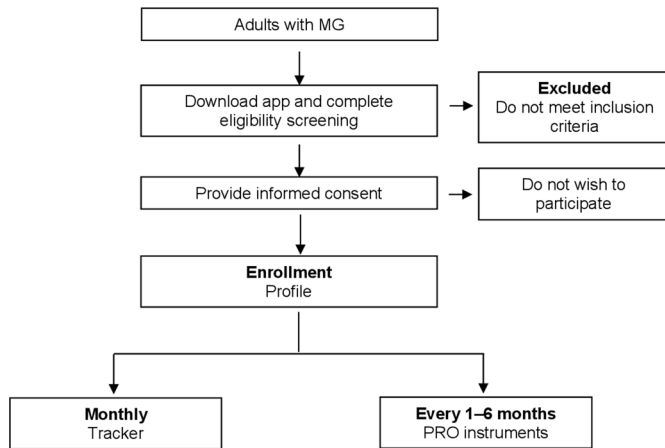 Adults with MG
Download app and complete
eligibility screening
Excluded
Do not meet inclusion
criteria
Provide informed consent
Do not wish to
participate
Enrollment
Profile
Monthly
Tracker
Every 1–6 months
PRO instruments